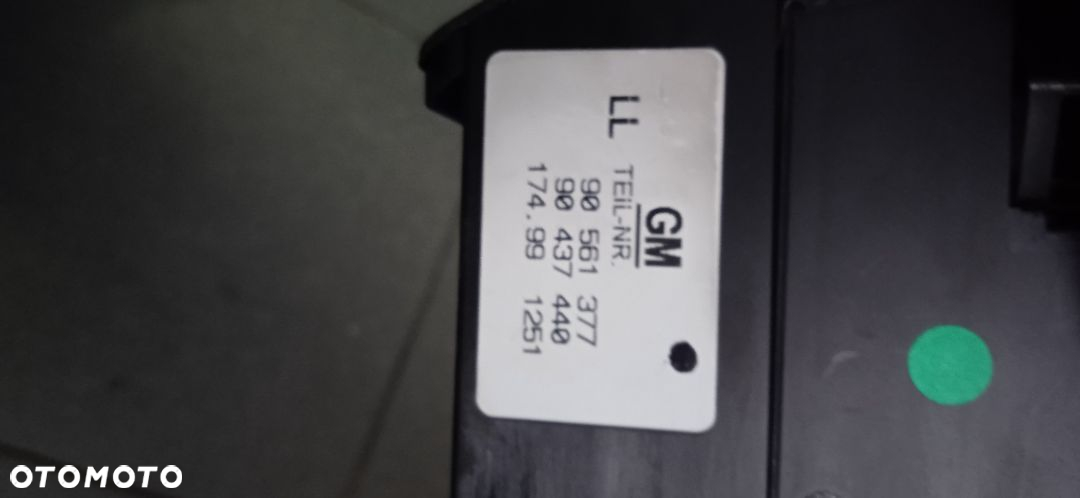 GM
LL TEiL-NR.
90 561 377
90 437 440
174.99 1251
OTOMOTO